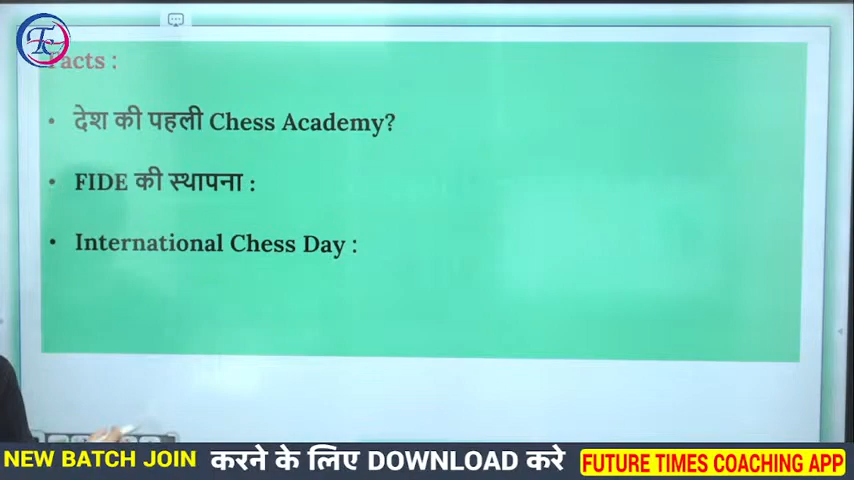 Facts :
• देश की पहली Chess Academy?
• FIDE की स्थापना :
• International Chess Day :
NEW BATCH JOIN करने के लिए DOWNLOAD करे FUTURE TIMES COACHING APP